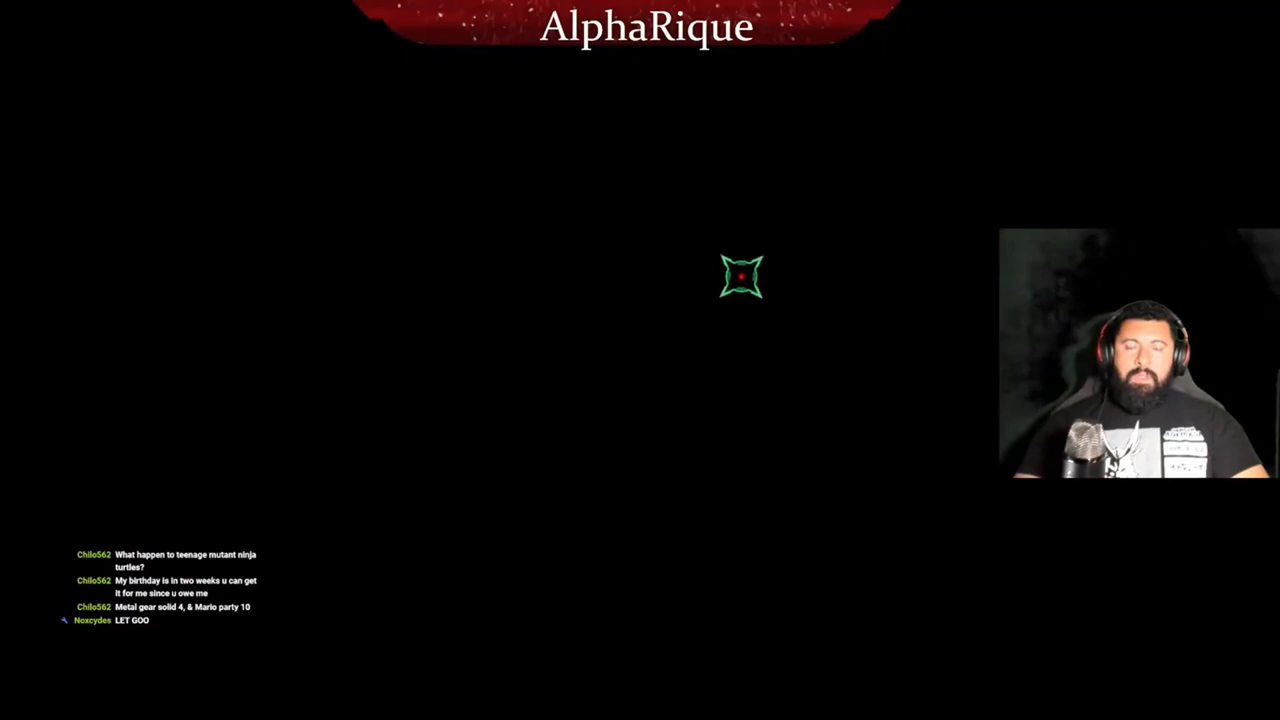 AlphaRique
Chilo562 What happen to teenage mutant ninja
turtles?
Chilo562 My birthday is in two weeks u can get
it for me since u owe me
Chilo562 Metal gear solid 4, & Mario party 10
Noxcydes LET GOO